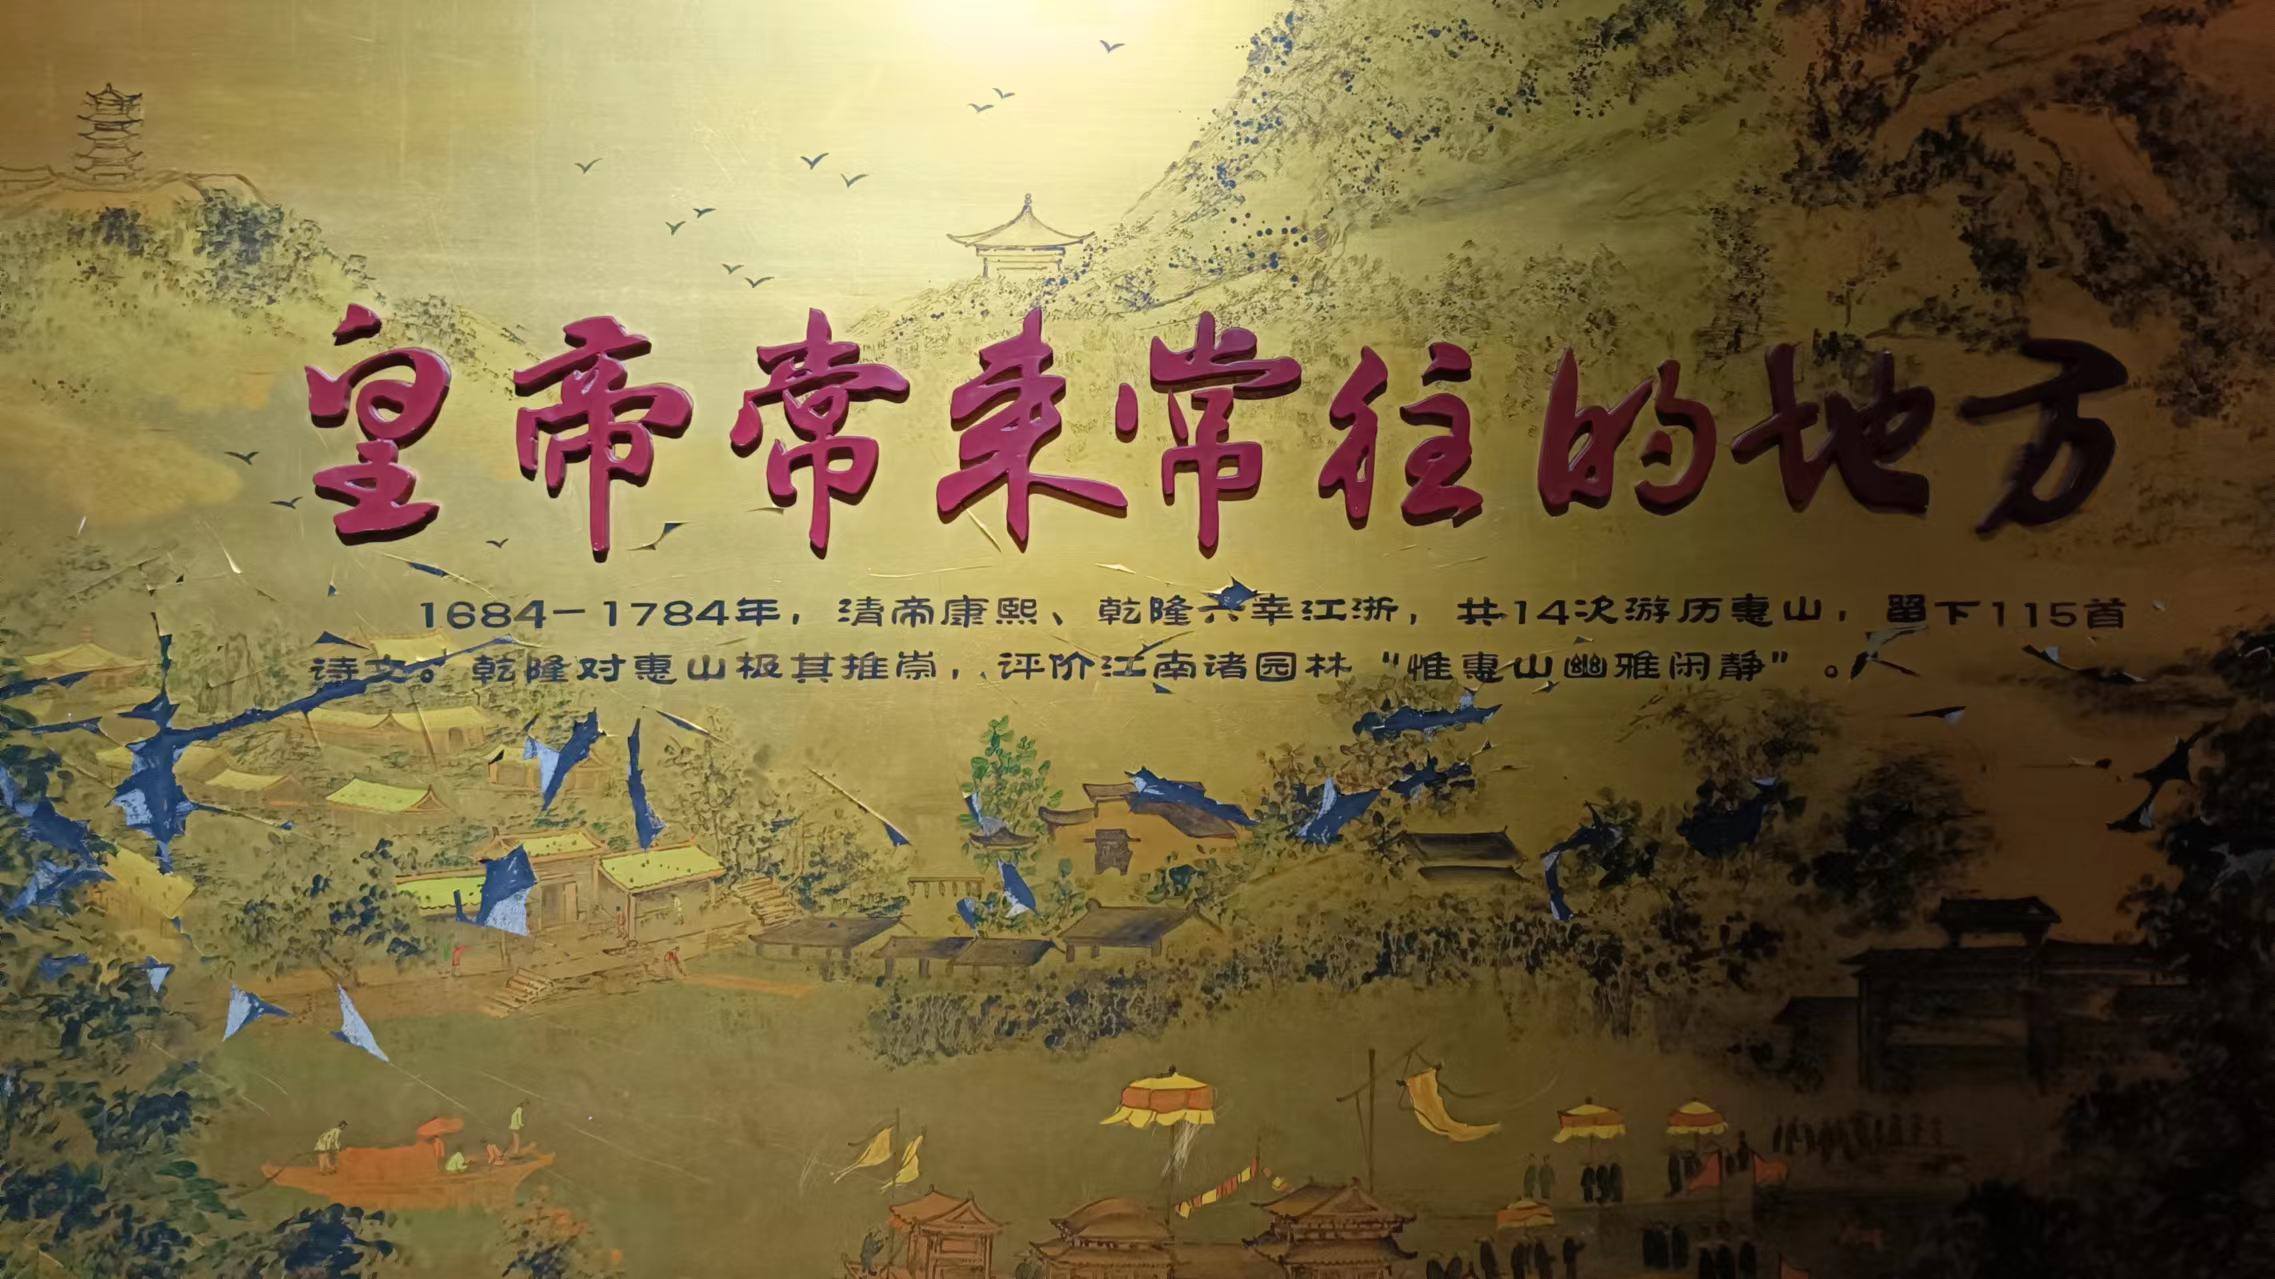 皇帝常来常往的地方
1684-1784年，清帝康熙、乾隆六幸江浙，共14次游历惠山，留下115首
诗文。乾隆对惠山极其推崇，评价江南诸园林“惟惠山幽雅闲静”。